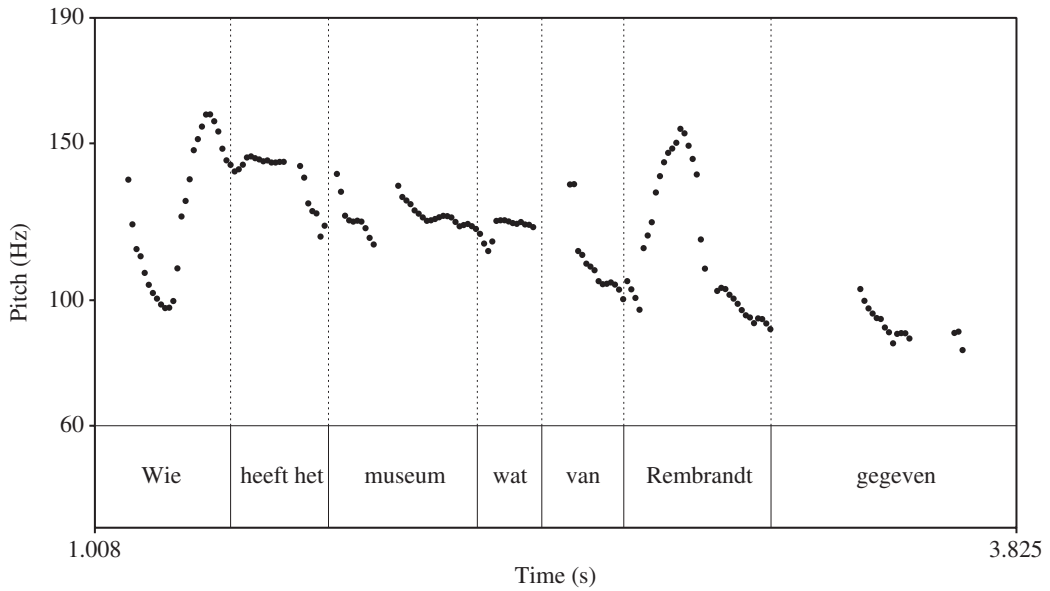 190
150
100
60
Pitch (Hz)
Wie heeft het museum wat van Rembrandt gegeven
1.008 3.825
Time (s)